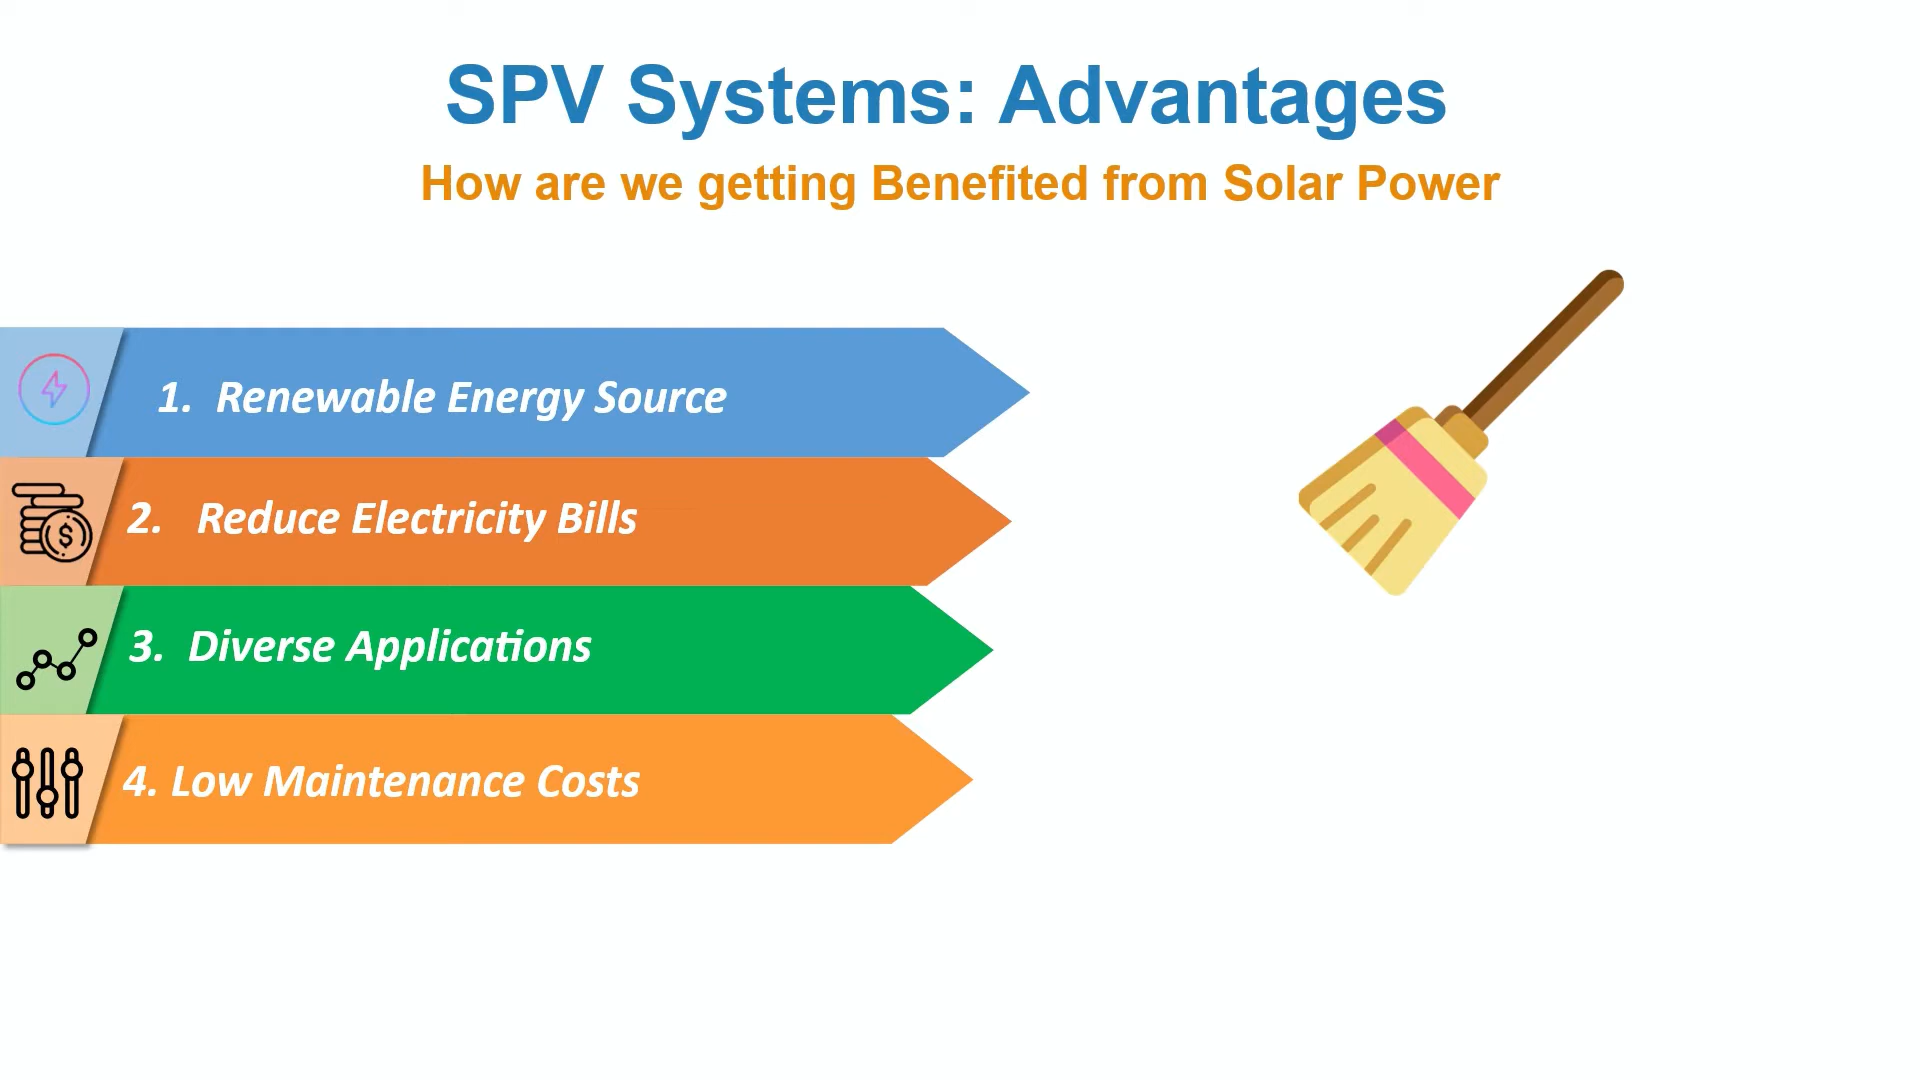 SPV Systems: Advantages
How are we getting Benefited from Solar Power
1. Renewable Energy Source
$
2. Reduce Electricity Bills
3. Diverse Applications
4. Low Maintenance Costs